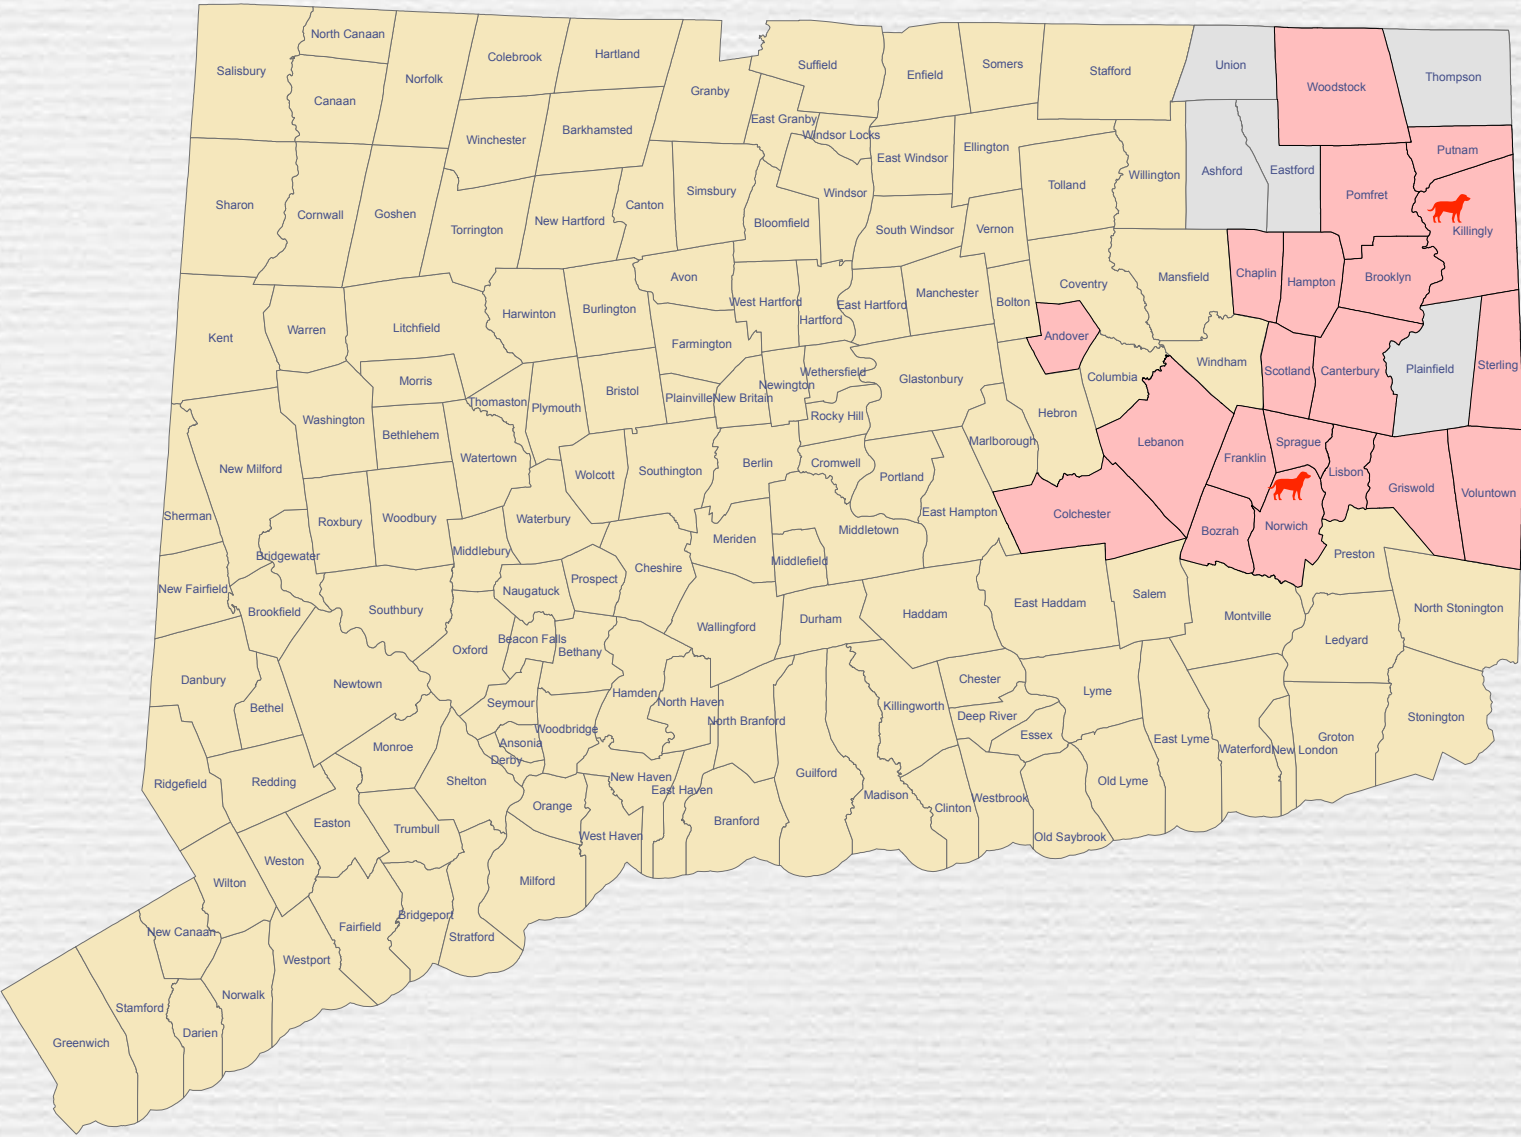 North Canaan
Salisbury
Canaan
Norfolk
Colebrook
Hartland
Granby
Suffield
Enfield
Somers
Stafford
Union
Woodstock
Thompson
Winchester
Barkhamsted
East Granby
Windsor Locks
East Windsor
Ellington
Tolland
Willington
Ashford
Eastford
Putnam
Pomfret
Killingly
Sharon
Cornwall
Goshen
Torrington
New Hartford
Canton
Simsbury
Bloomfield
Windsor
South Windsor
Vernon
Coventry
Mansfield
Chaplin
Hampton
Brooklyn
Kent
Warren
Litchfield
Harwinton
Burlington
Avon
West Hartford
Hartford
East Hartford
Manchester
Bolton
Andover
Farmington
Columbia
Windham
Scotland
Canterbury
Plainfield
Sterling
Morris
Washington
Bethlehem
Thomaston
Plymouth
Bristol
Plainville
New Britain
Newington
Wethersfield
Rocky Hill
Glastonbury
Hebron
Marlborough
Lebanon
Franklin
Sprague
Lisbon
Griswold
Voluntown
New Milford
Watertown
Wolcott
Southington
Berlin
Cromwell
Portland
East Hampton
Colchester
Bozrah
Norwich
Preston
Sherman
Roxbury
Woodbury
Waterbury
Middlebury
Bridgewater
Cheshire
Meriden
Middlefield
Middletown
New Fairfield
Brookfield
Southbury
Naugatuck
Prospect
Wallingford
Durham
Haddam
East Haddam
Salem
Montville
Ledyard
North Stonington
Danbury
Bethel
Newtown
Oxford
Beacon Falls
Bethany
Hamden
North Haven
North Branford
Killingworth
Chester
Deep River
Essex
Lyme
East Lyme
Waterford
New London
Groton
Stonington
Seymour
Woodbridge
Ansonia
Derby
Monroe
Shelton
Ridgefield
Redding
New Haven
East Haven
Guilford
Madison
Clinton
Westbrook
Old Saybrook
Old Lyme
Orange
West Haven
Branford
Easton
Trumbull
Weston
Wilton
Milford
Bridgeport
Stratford
Fairfield
Westport
New Canaan
Norwalk
Stamford
Darien
Greenwich